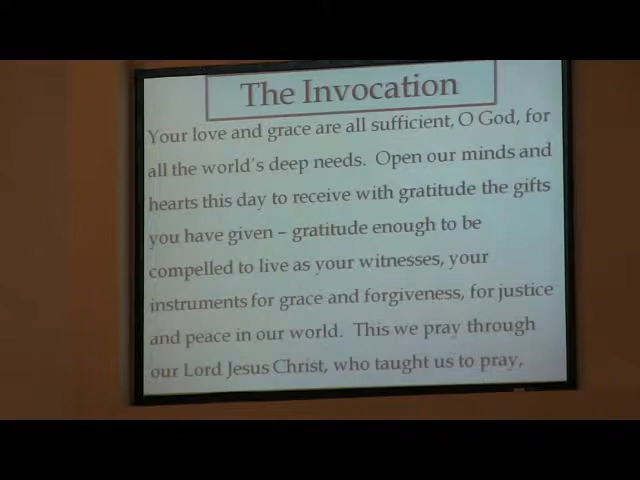 The Invocation
Your love and grace are all sufficient, O God, for
all the world's deep needs. Open our minds and
hearts this day to receive with gratitude the gifts
you have given – gratitude enough to be
compelled to live as your witnesses, your
instruments for grace and forgiveness, for justice
and peace in our world. This we pray through
our Lord Jesus Christ, who taught us to pray,